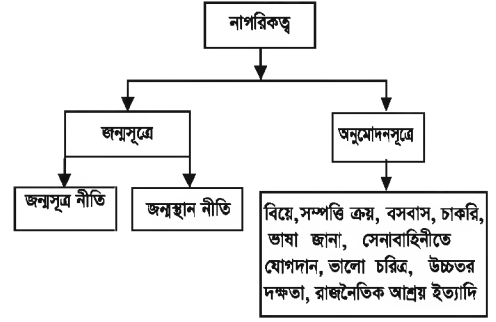 নাগরিকত্ব
জন্মসূত্রে
অনুমোদনসূত্রে
জন্মসূত্র নীতি
জন্মস্থান নীতি
বিয়ে, সম্পত্তি ক্রয়, বসবাস, চাকরি,
ভাষা জানা, সেনাবাহিনীতে
যোগদান, ভালো চরিত্র, উচ্চতর
দক্ষতা, রাজনৈতিক আশ্রয় ইত্যাদি